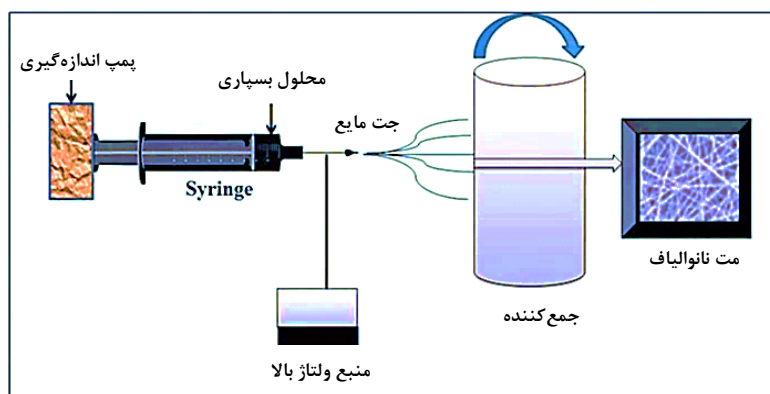 پمپ اندازه‌گیری
محلول بسپاری
جت مایع
Syringe
مت نانوالیاف
جمع‌کننده
منبع ولتاژ بالا